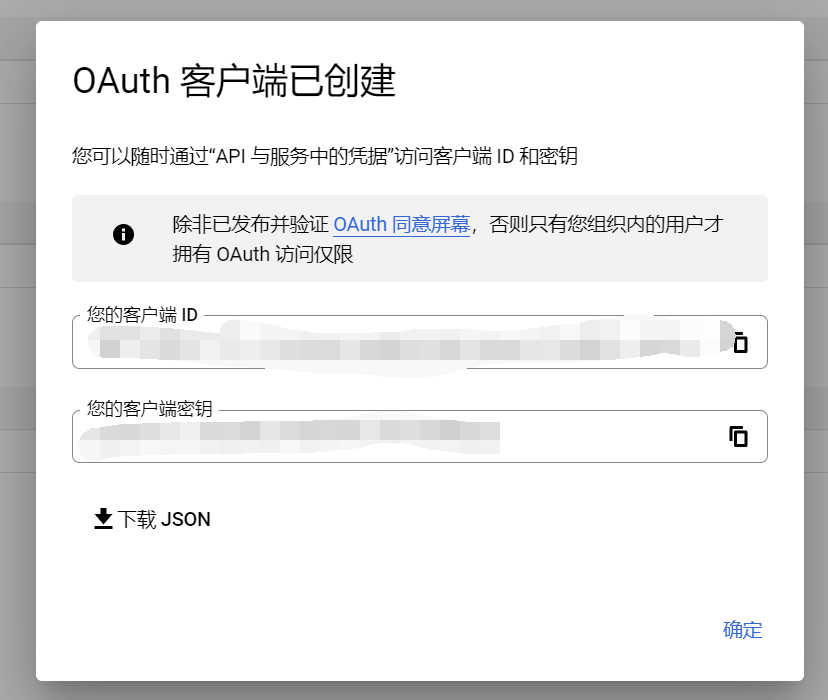 OAuth 客户端已创建
您可以随时通过“API 与服务中的凭据”访问客户端 ID 和密钥
除非已发布并验证 OAuth 同意屏幕，否则只有您组织内的用户才
拥有 OAuth 访问仅限
您的客户端 ID
您的客户端密钥
下载 JSON
确定